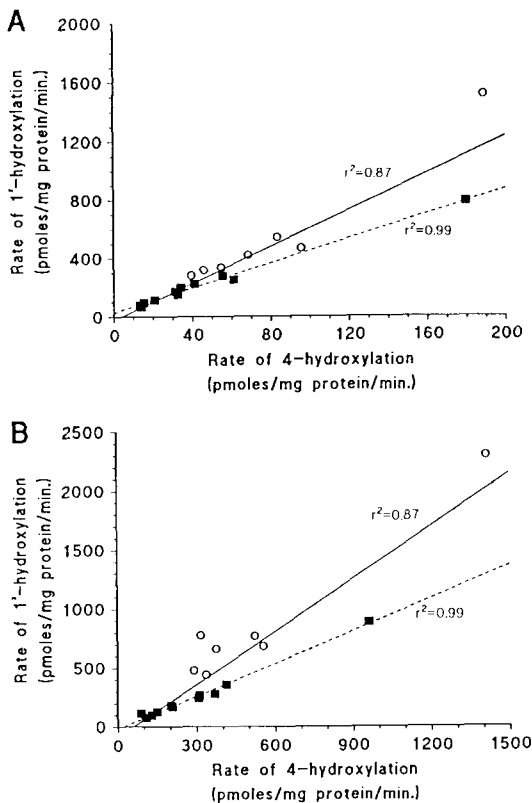 A
Rate of 1'-hydroxylation
(pmoles/mg protein/min.)
2000
1600
1200
800
400
0
r²=0.87
r²=0.99
0 40 80 120 160 200
Rate of 4-hydroxylation
(pmoles/mg protein/min.)
B
Rate of 1'-hydroxylation
(pmoles/mg protein/min.)
2500
2000
1500
1000
500
0
r²=0.87
r²=0.99
0 300 600 900 1200 1500
Rate of 4-hydroxylation
(pmoles/mg protein/min.)